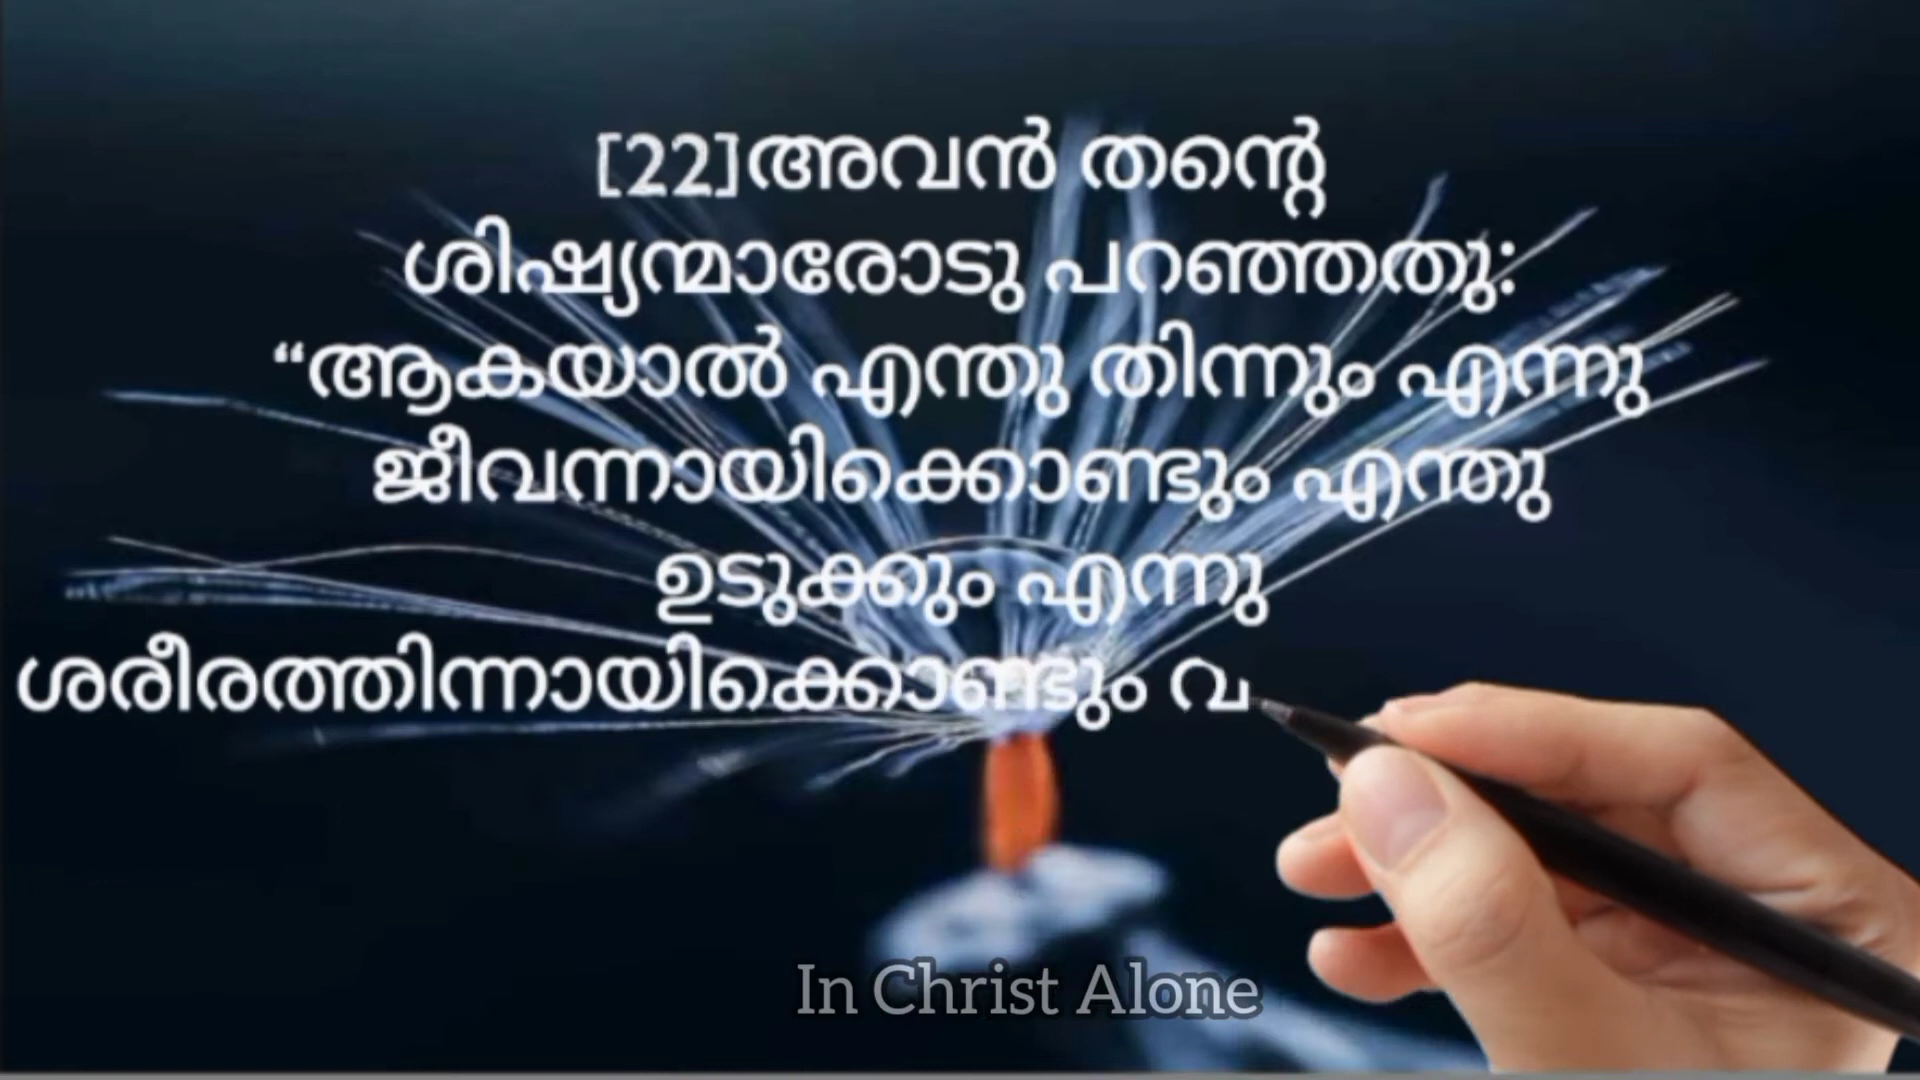 [22]അവൻ തന്റെ
ശിഷ്യന്മാരോടു പറഞ്ഞതു:
“ആകയാൽ എന്തു തിന്നും എന്നു
ജീവന്നായിക്കൊണ്ടും എന്തു
ഉടുക്കും എന്നു
ശരീരത്തിന്നായിക്കൊണ്ടും വ
In Christ Alone